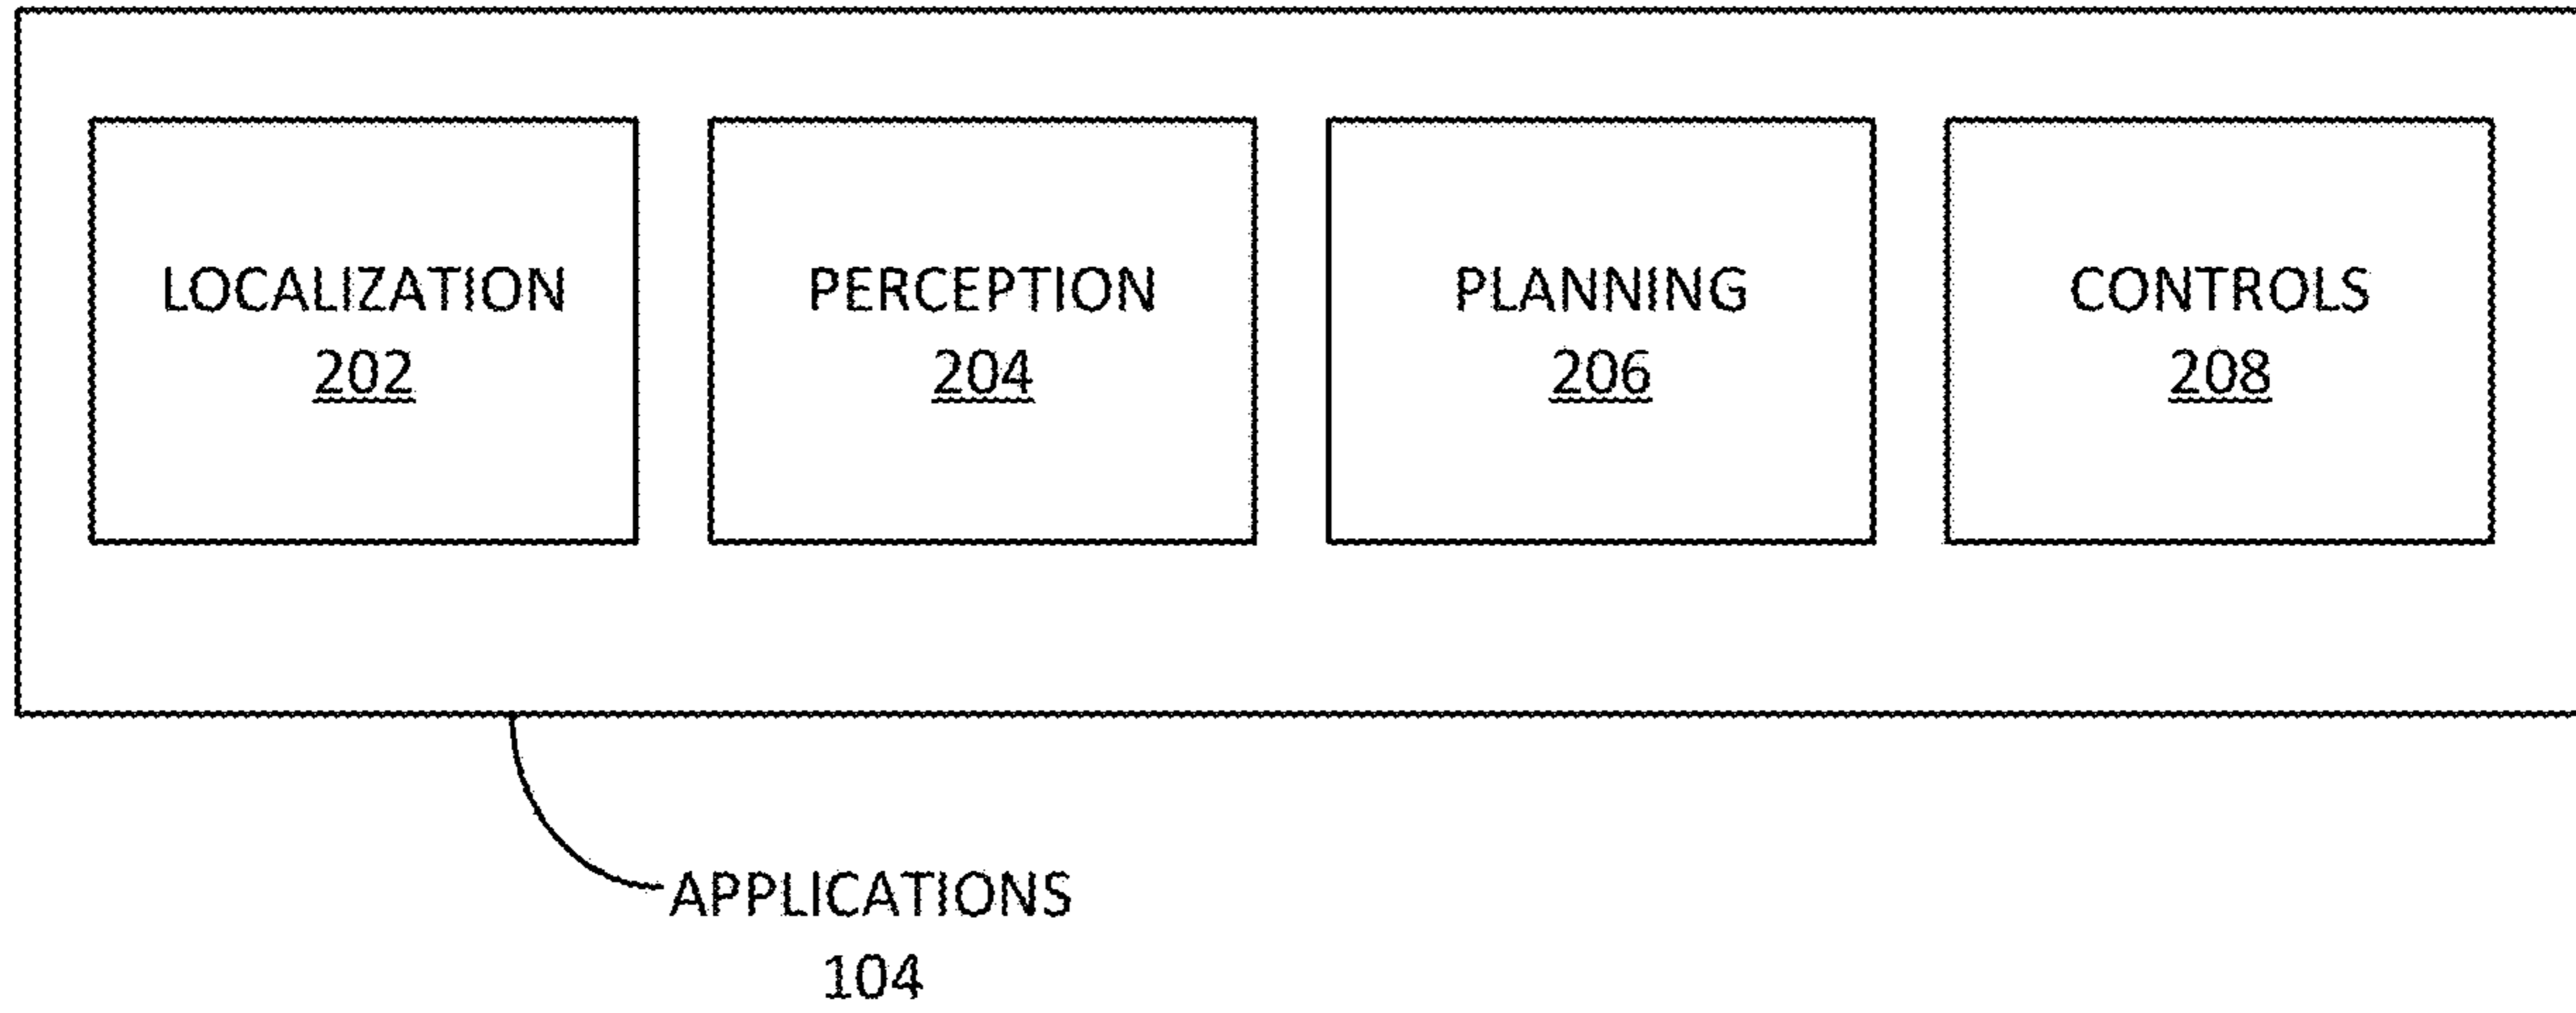 LOCALIZATION
202
PERCEPTION
204
PLANNING
206
CONTROLS
208
APPLICATIONS
104